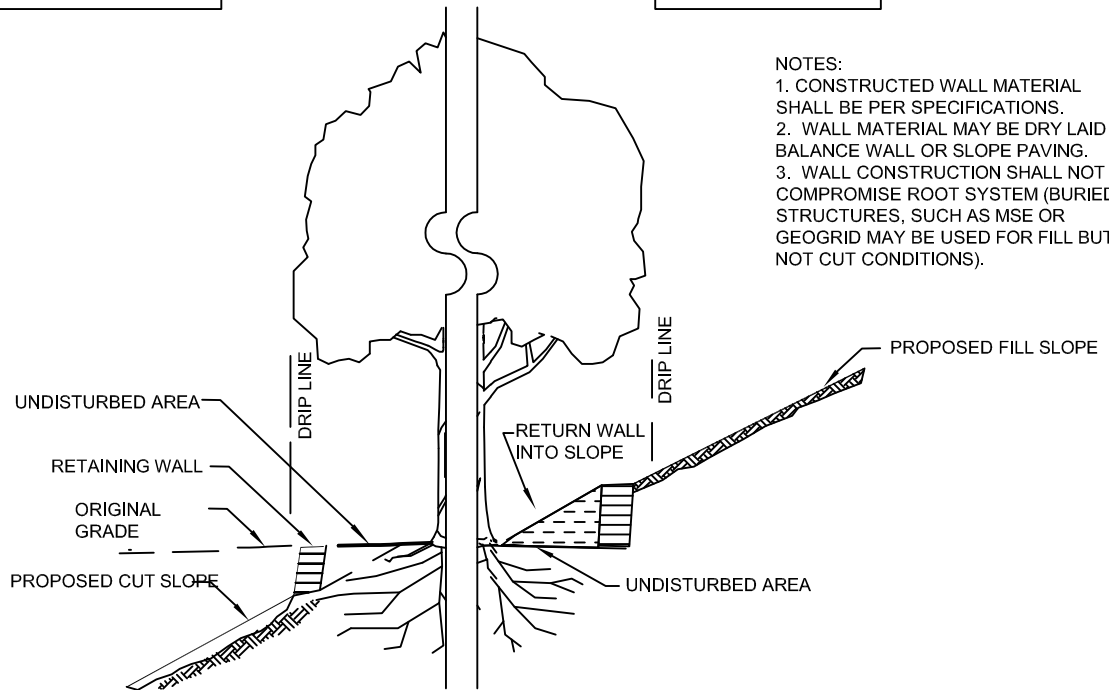 NOTES:
1. CONSTRUCTED WALL MATERIAL
SHALL BE PER SPECIFICATIONS.
2. WALL MATERIAL MAY BE DRY LAID
BALANCE WALL OR SLOPE PAVING.
3. WALL CONSTRUCTION SHALL NOT
COMPROMISE ROOT SYSTEM (BURIED
STRUCTURES, SUCH AS MSE OR
GEOGRID MAY BE USED FOR FILL BUT
NOT CUT CONDITIONS).
DRIP LINE
DRIP LINE
PROPOSED FILL SLOPE
UNDISTURBED AREA
RETURN WALL
INTO SLOPE
RETAINING WALL
ORIGINAL
GRADE
PROPOSED CUT SLOPE
UNDISTURBED AREA